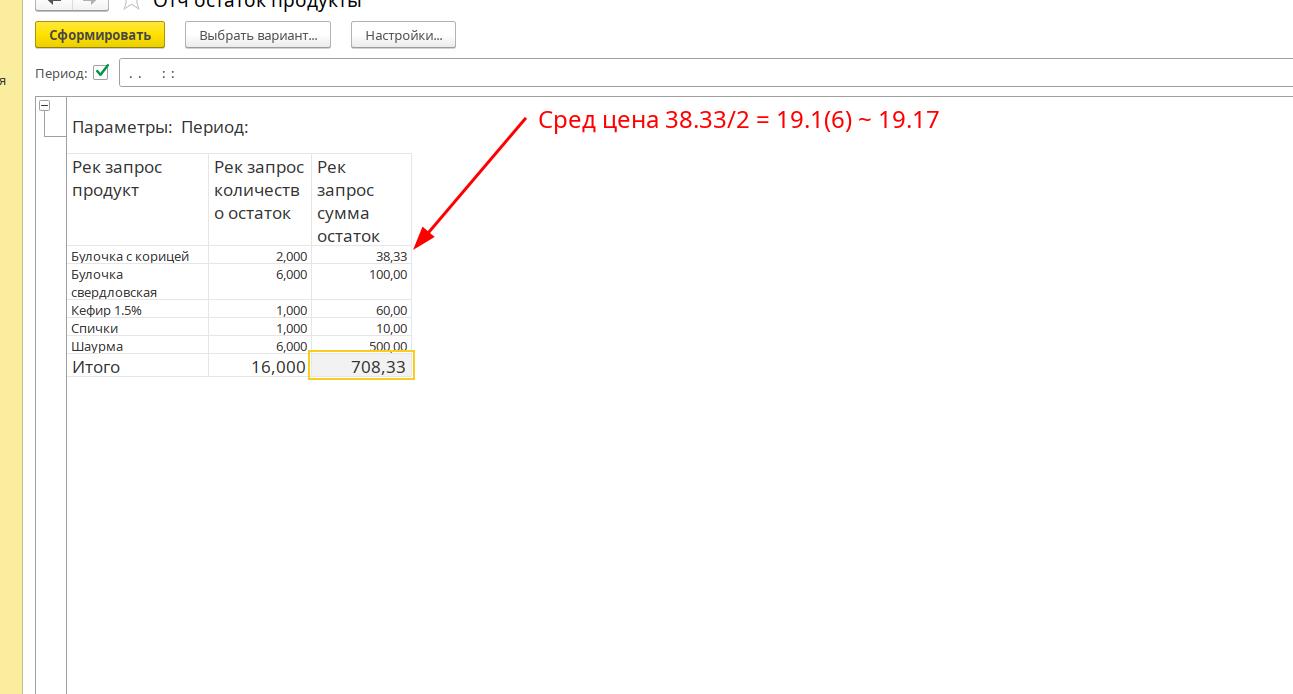 Отч остаток продукты
Сформировать Выбрать вариант... Настройки...
я
Период: . . : :
Сред цена 38.33/2 = 19.1(6) ~ 19.17
Параметры: Период:
Рек запрос продукт Рек запрос количество остаток Рек запрос сумма остаток
Булочка с корицей 2,000 38,33
Булочка свердловская 6,000 100,00
Кефир 1.5% 1,000 60,00
Спички 1,000 10,00
Шаурма 6,000 500,00
Итого 16,000 708,33